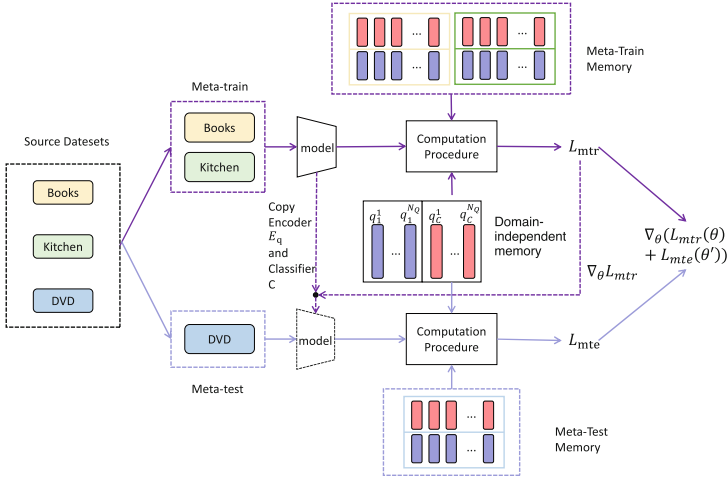 Meta-Train
Memory
...
...
...
...
Meta-train
Source Datesets
Books
Kitchen
Books
Kitchen
DVD
model
Computation
Procedure
L_mtr
Copy
Encoder
E_q
and
Classifier
C
q_1^1 q_1^{N_Q} q_C^1 q_C^{N_Q}
... ...
Domain-
independent
memory
∇_θ(L_mtr(θ)
+ L_mte(θ′))
∇_θ L_mtr
DVD
model
Computation
Procedure
L_mte
Meta-test
...
...
Meta-Test
Memory